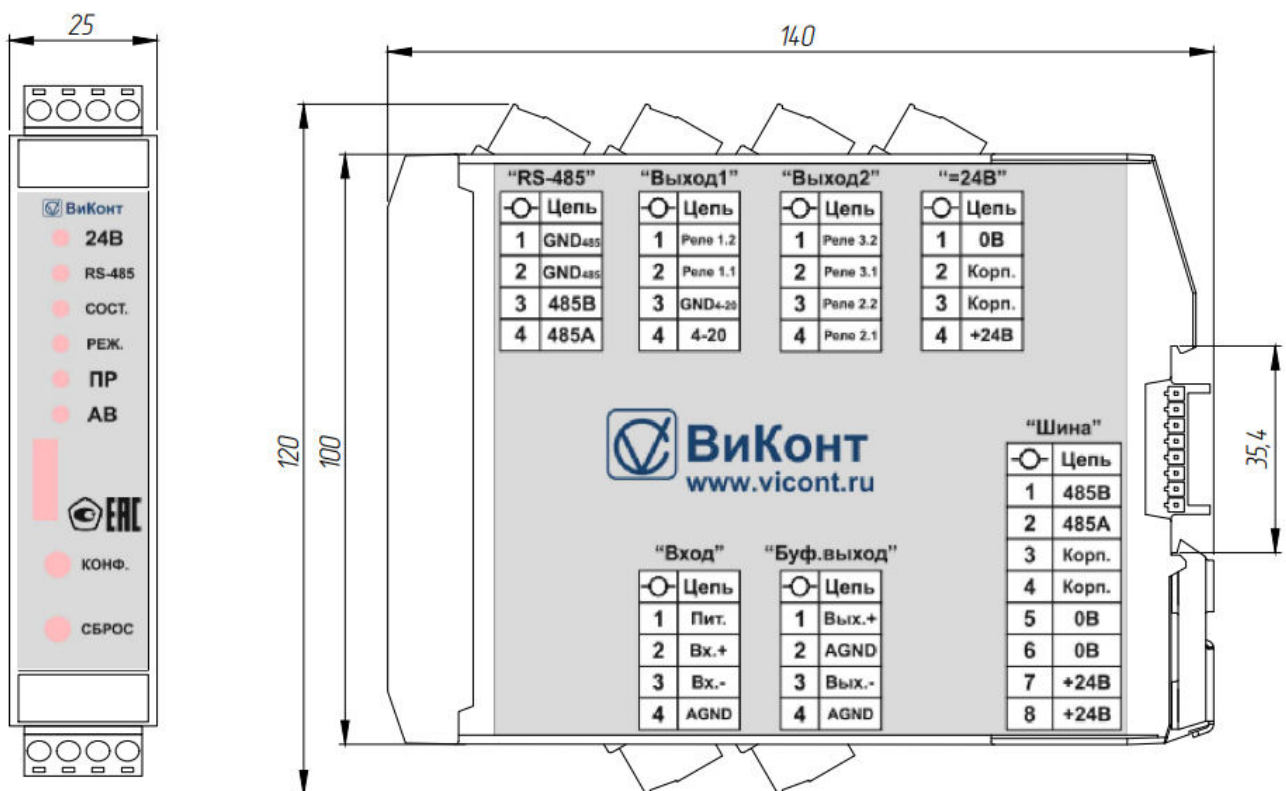 25
ВиКонт
24В
RS-485
СОСТ.
РЕЖ.
ПР
АВ
ЕАС
КОНФ.
СБРОС
140
120
100
35,4
“RS-485”
Цепь
1 GND485
2 GND485
3 485В
4 485А
“Выход1”
Цепь
1 Реле 1.2
2 Реле 1.1
3 GND4-20
4 4-20
“Выход2”
Цепь
1 Реле 3.2
2 Реле 3.1
3 Реле 2.2
4 Реле 2.1
“=24В”
Цепь
1 0В
2 Корп.
3 Корп.
4 +24В
ВиКонт
www.vicont.ru
“Шина”
Цепь
1 485В
2 485А
3 Корп.
4 Корп.
5 0В
6 0В
7 +24В
8 +24В
“Вход”
Цепь
1 Пит.
2 Вх.+
3 Вх.-
4 AGND
“Буф.выход”
Цепь
1 Вых.+
2 AGND
3 Вых.-
4 AGND